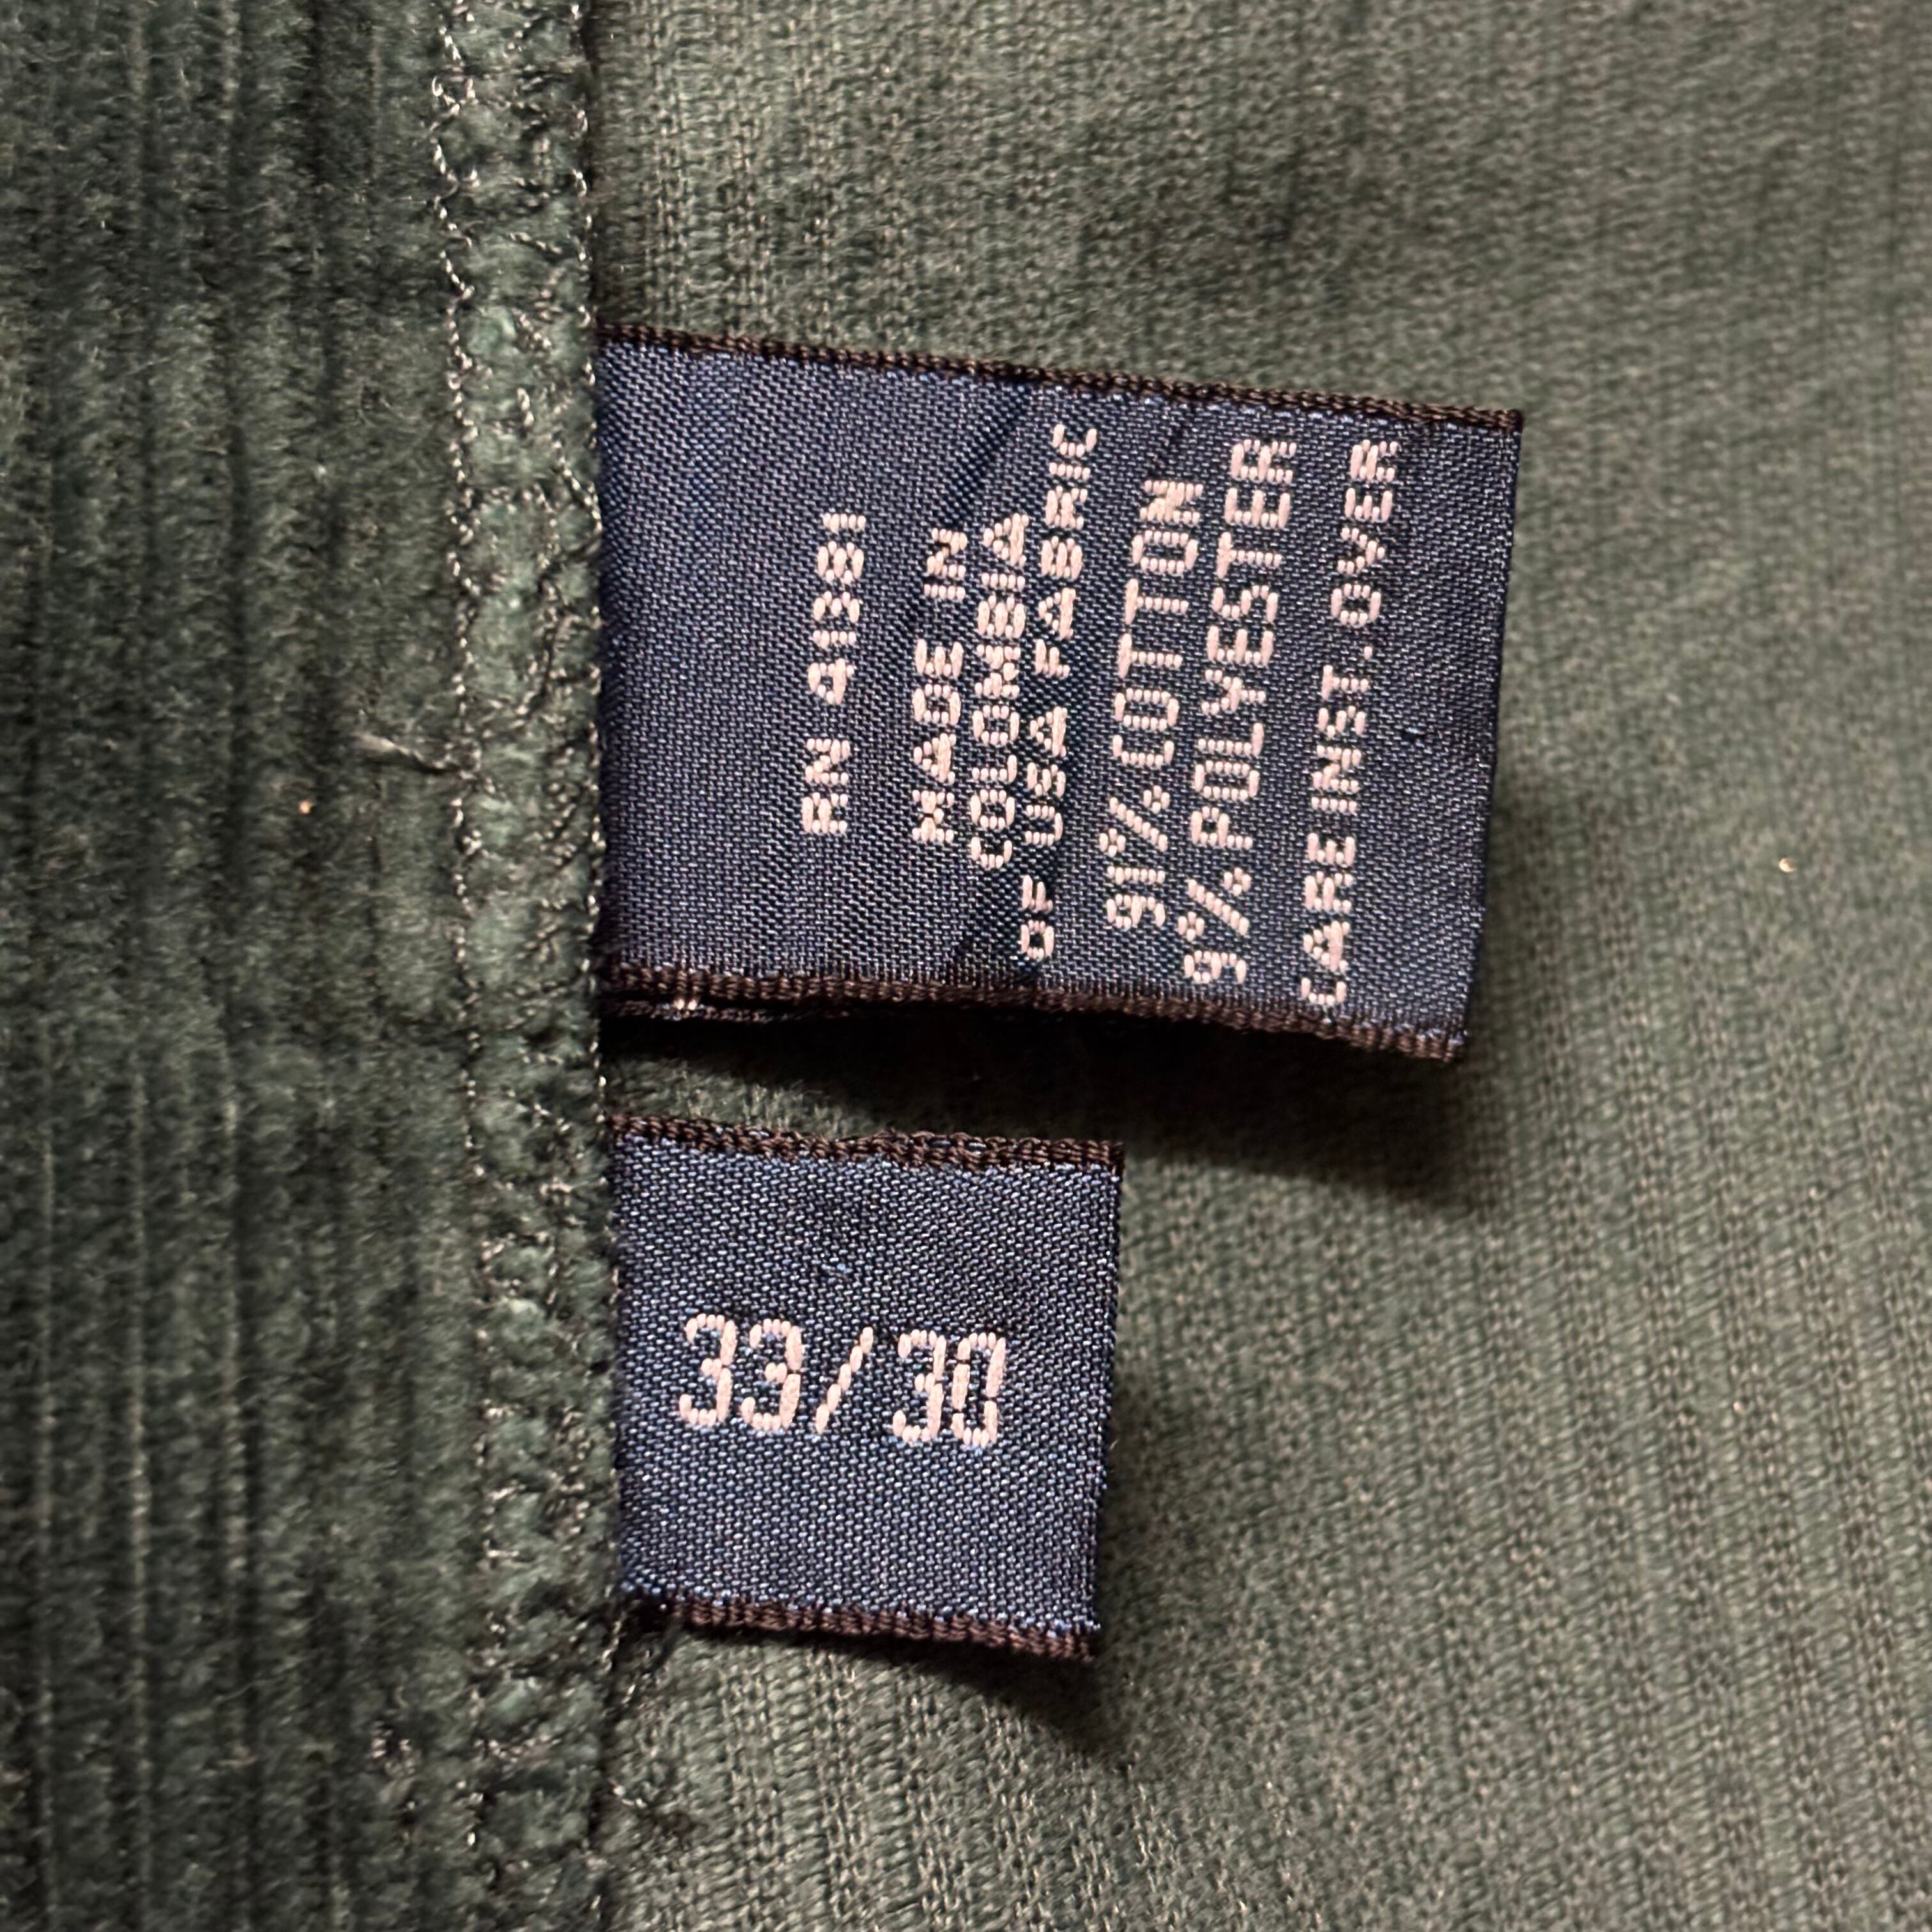 RN 41381
MADE IN
COLOMBIA
OF USA FABRIC
91% COTTON
9% POLYESTER
CARE INST. OVER
33/30